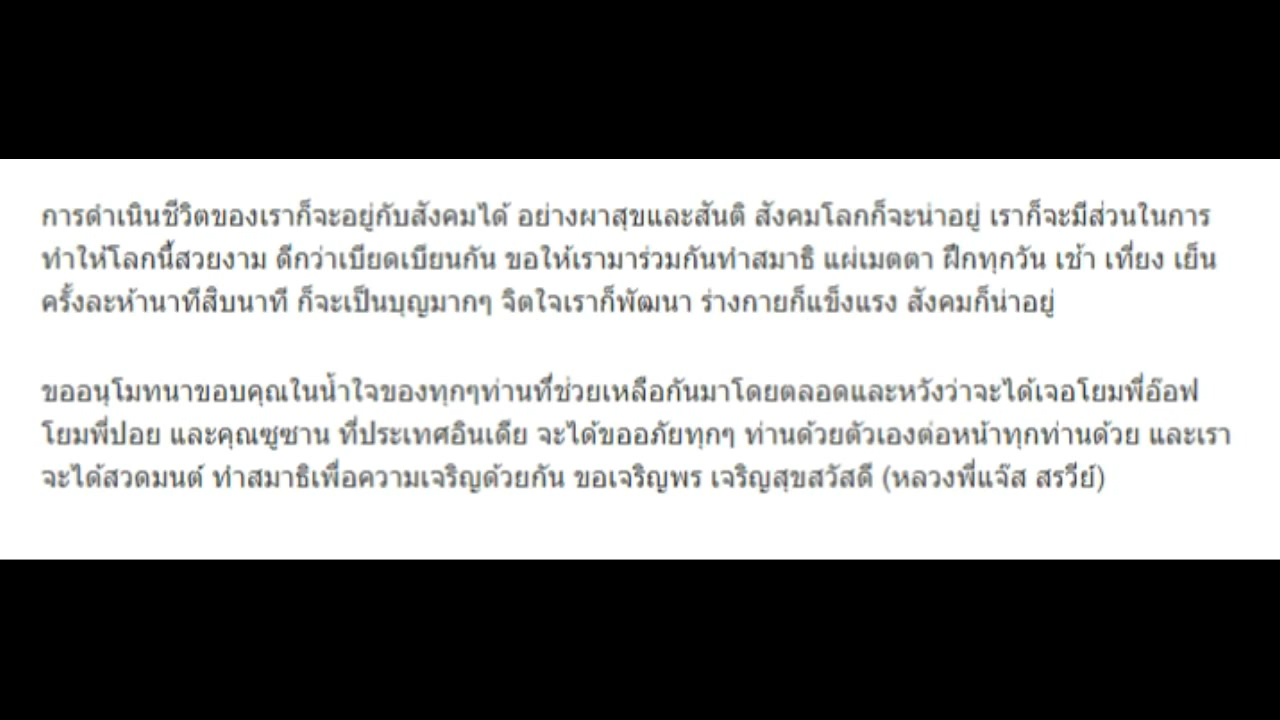 การดำเนินชีวิตของเราก็จะอยู่กับสังคมได้ อย่างผาสุขและสันติ สังคมโลกก็จะน่าอยู่ เราก็จะมีส่วนในการ
ทำให้โลกนี้สวยงาม ดีกว่าเบียดเบียนกัน ขอให้เรามาร่วมกันทำสมาธิ แผ่เมตตา ฝึกทุกวัน เช้า เที่ยง เย็น
ครั้งละห้านาทีสิบนาที ก็จะเป็นบุญมากๆ จิตใจเราก็พัฒนา ร่างกายก็แข็งแรง สังคมก็น่าอยู่
ขออนุโมทนาขอบคุณในน้ำใจของทุกๆท่านที่ช่วยเหลือกันมาโดยตลอดและหวังว่าจะได้เจอโยมพี่อ๊อฟ
โยมพี่ปอย และคุณซูซาน ที่ประเทศอินเดีย จะได้ขออภัยทุกๆ ท่านด้วยตัวเองต่อหน้าทุกท่านด้วย และเรา
จะได้สวดมนต์ ทำสมาธิเพื่อความเจริญด้วยกัน ขอเจริญพร เจริญสุขสวัสดี (หลวงพี่แจ๊ส สรวีย์)